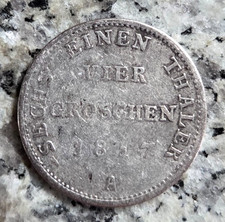 SECHS EINEN THALER
VIER
GROSCHEN
A